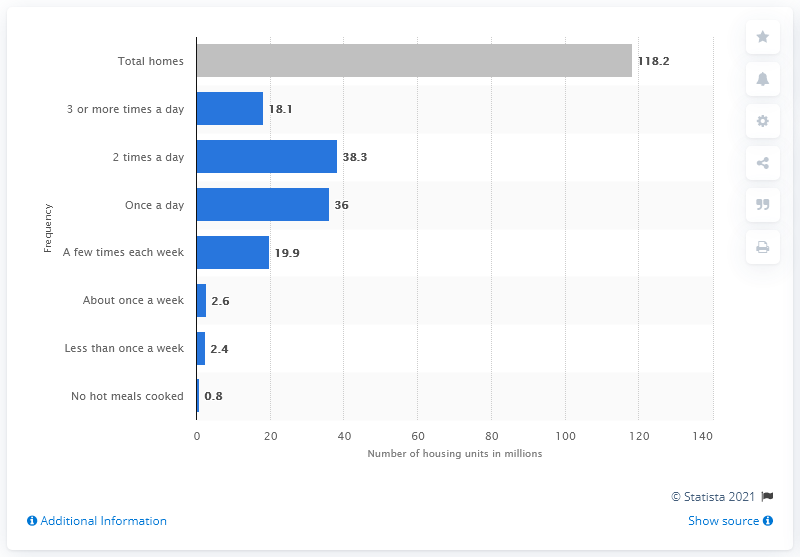 Total homes 118.2
3 or more times a day 18.1
2 times a day 38.3
Once a day 36
A few times each week 19.9
About once a week 2.6
Less than once a week 2.4
No hot meals cooked 0.8
Frequency
0 20 40 60 80 100 120 140
Number of housing units in millions
© Statista 2021
Additional Information
Show source